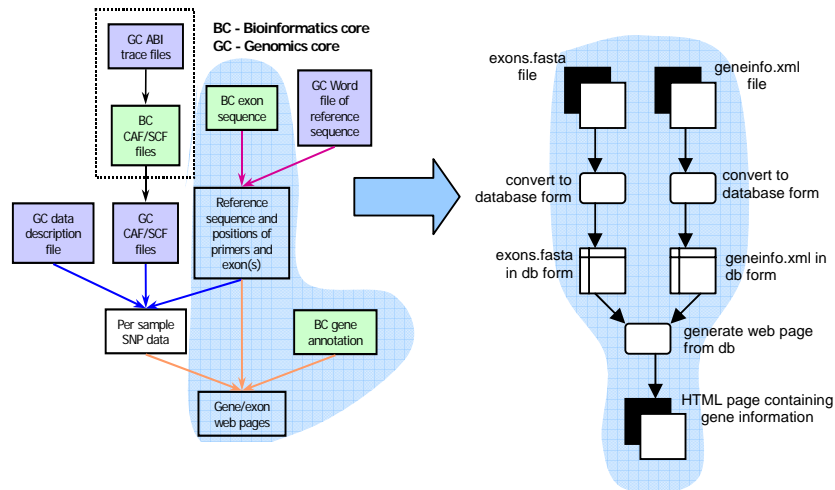 GC ABI
trace files
BC - Bioinformatics core
GC - Genomics core
BC
CAF/SCF
files
BC exon
sequence
GC Word
file of
reference
sequence
GC data
description
file
GC
CAF/SCF
files
Reference
sequence and
positions of
primers and
exon(s)
Per sample
SNP data
BC gene
annotation
Gene/exon
web pages
exons.fasta
file
geneinfo.xml
file
convert to
database form
convert to
database form
exons.fasta
in db form
geneinfo.xml in
db form
generate web page
from db
HTML page containing
gene information